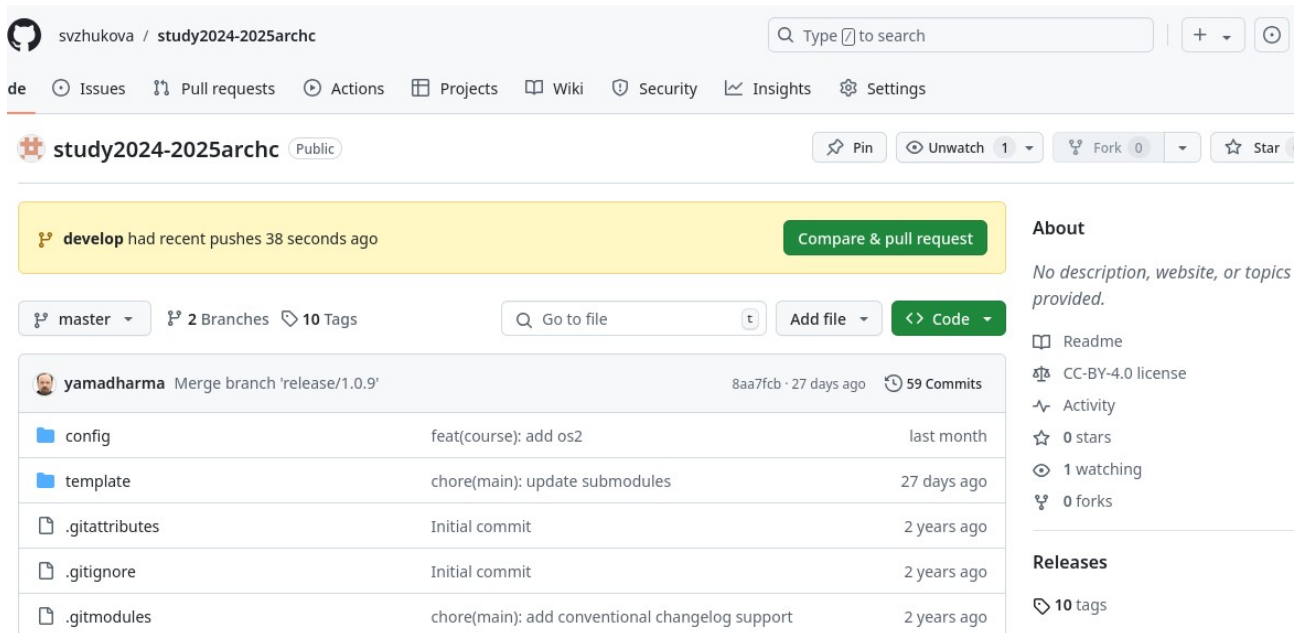 svzhukova / study2024-2025archc
Type / to search
de Issues Pull requests Actions Projects Wiki Security Insights Settings
study2024-2025archc Public
Pin Unwatch 1 Fork 0 Star
develop had recent pushes 38 seconds ago
Compare & pull request
About
No description, website, or topics
provided.
master 2 Branches 10 Tags
Go to file t
Add file <> Code
Readme
CC-BY-4.0 license
Activity
0 stars
1 watching
0 forks
yamadharma Merge branch 'release/1.0.9' 8aa7fcb · 27 days ago 59 Commits
config feat(course): add os2 last month
template chore(main): update submodules 27 days ago
.gitattributes Initial commit 2 years ago
.gitignore Initial commit 2 years ago
.gitmodules chore(main): add conventional changelog support 2 years ago
Releases
10 tags